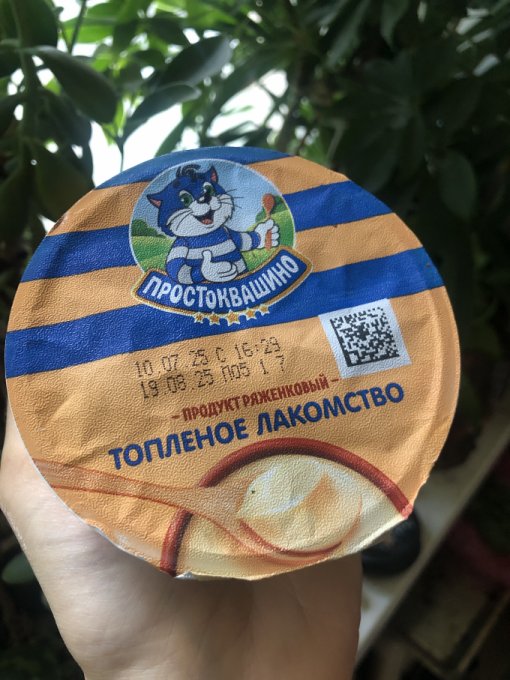 ПРОСТОКВАШИНО
10 07 25 С 16:29
19 08 25 П05 1 7
– ПРОДУКТ РЯЖЕНКОВЫЙ –
ТОПЛЕНОЕ ЛАКОМСТВО